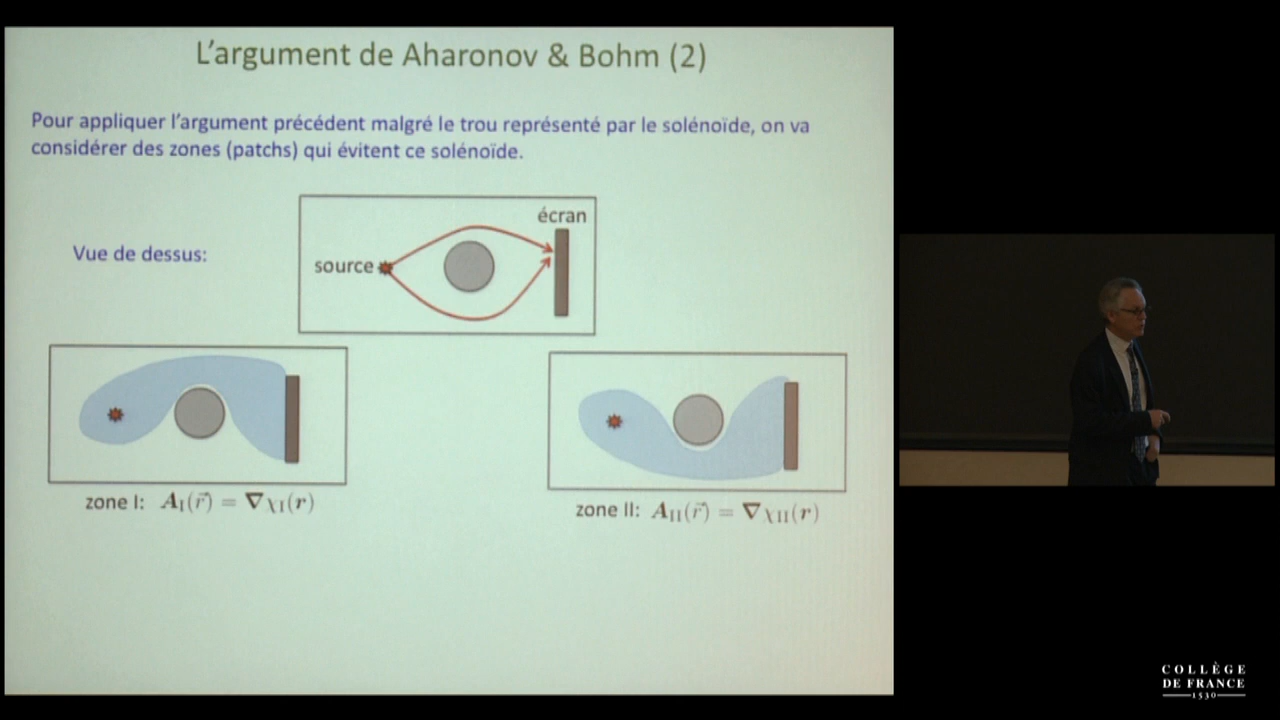 L'argument de Aharonov & Bohm (2)
Pour appliquer l'argument précédent malgré le trou représenté par le solénoïde, on va
considérer des zones (patchs) qui évitent ce solénoïde.
Vue de dessus:
écran
source
zone I: A_I(r⃗) = ∇χ_I(r)
zone II: A_II(r⃗) = ∇χ_II(r)
COLLÈGE
DE FRANCE
1530